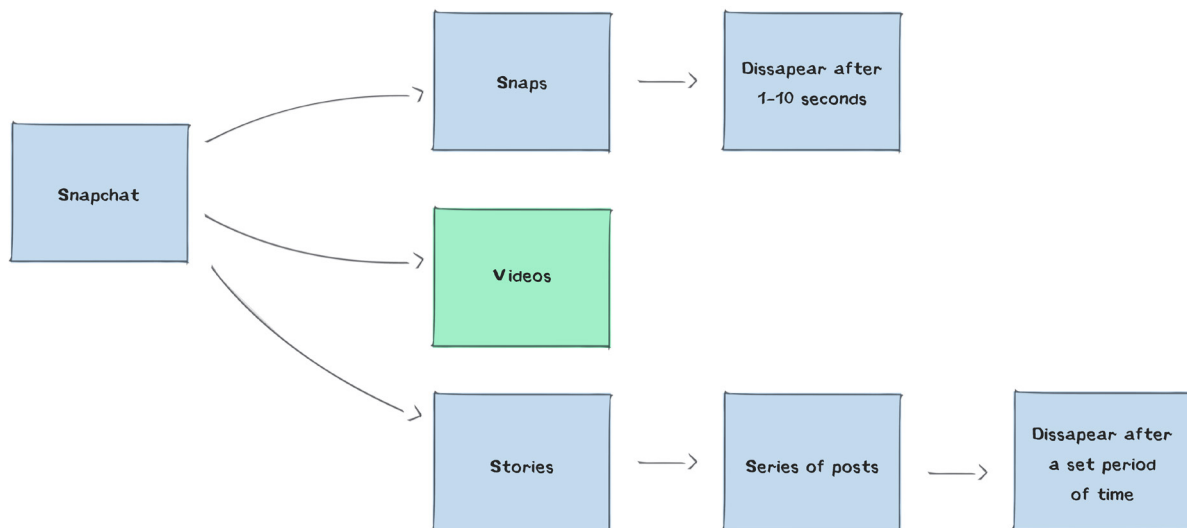 Snaps
Dissapear after
1-10 seconds
Snapchat
Videos
Stories
Series of posts
Dissapear after
a set period
of time